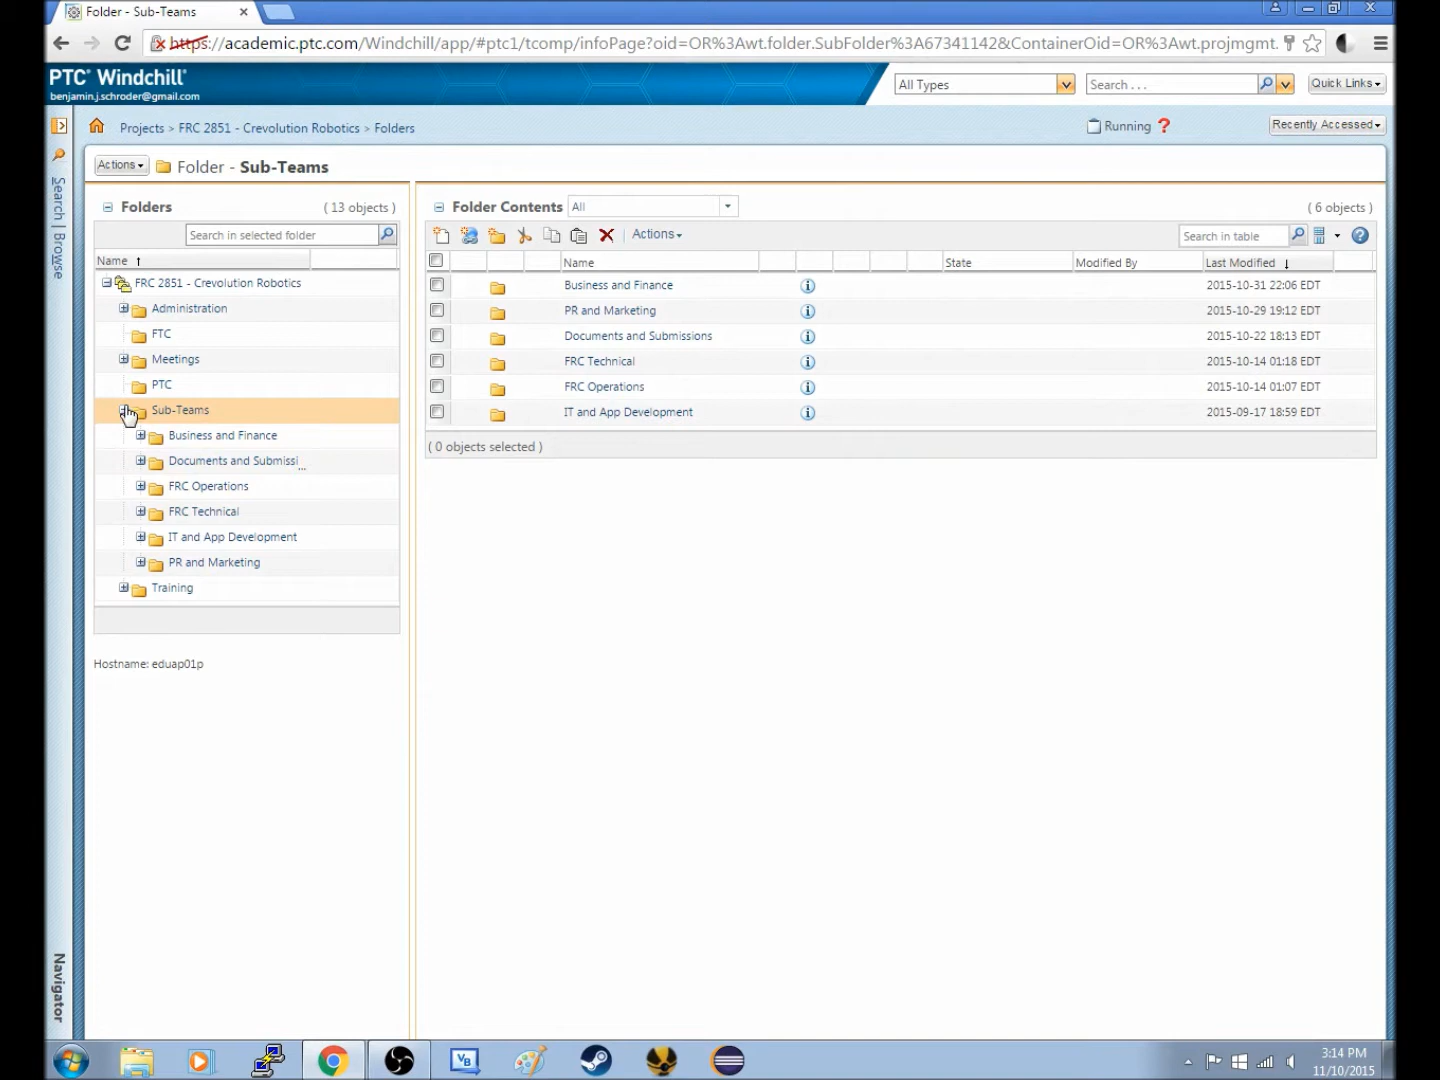 Folder - Sub-Teams
https://academic.ptc.com/Windchill/app/#ptc1/tcomp/infoPage?oid=OR%3Awt.folder.SubFolder%3A67341142&ContainerOid=OR%3Awt.projmgmt.
PTC Windchill
benjamin.j.schroder@gmail.com
All Types
Search . . .
Quick Links
Projects > FRC 2851 - Crevolution Robotics > Folders
Running ?
Recently Accessed
Actions
Folder - Sub-Teams
Search | Browse
Folders
( 13 objects )
Search in selected folder
Name
FRC 2851 - Crevolution Robotics
Administration
FTC
Meetings
PTC
Sub-Teams
Business and Finance
Documents and Submissi...
FRC Operations
FRC Technical
IT and App Development
PR and Marketing
Training
Hostname: eduap01p
Folder Contents
All
( 6 objects )
Actions
Search in table
Name State Modified By Last Modified
Business and Finance 2015-10-31 22:06 EDT
PR and Marketing 2015-10-29 19:12 EDT
Documents and Submissions 2015-10-22 18:13 EDT
FRC Technical 2015-10-14 01:18 EDT
FRC Operations 2015-10-14 01:07 EDT
IT and App Development 2015-09-17 18:59 EDT
( 0 objects selected )
Navigator
VB
3:14 PM
11/10/2015